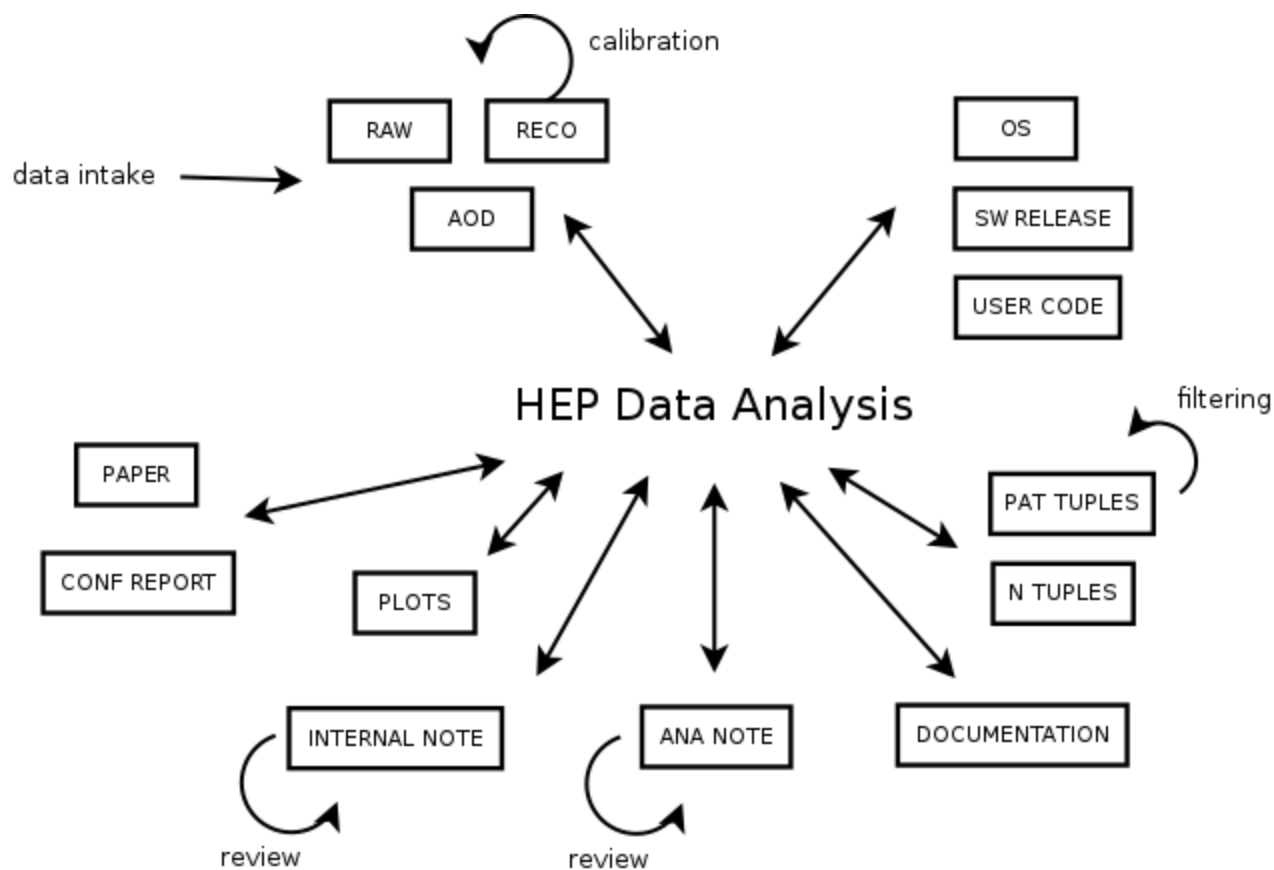 calibration
RAW
RECO
OS
data intake
AOD
SW RELEASE
USER CODE
HEP Data Analysis
filtering
PAPER
PAT TUPLES
CONF REPORT
PLOTS
N TUPLES
INTERNAL NOTE
ANA NOTE
DOCUMENTATION
review
review